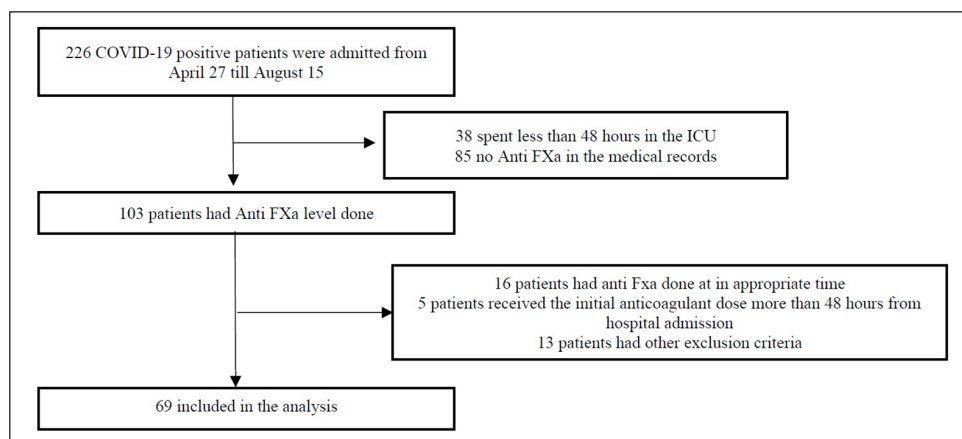 226 COVID-19 positive patients were admitted from
April 27 till August 15
38 spent less than 48 hours in the ICU
85 no Anti FXa in the medical records
103 patients had Anti FXa level done
16 patients had anti Fxa done at in appropriate time
5 patients received the initial anticoagulant dose more than 48 hours from
hospital admission
13 patients had other exclusion criteria
69 included in the analysis